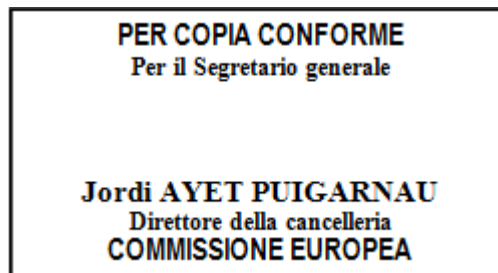 PER COPIA CONFORME
Per il Segretario generale
Jordi AYET PUIGARNAU
Direttore della cancelleria
COMMISSIONE EUROPEA